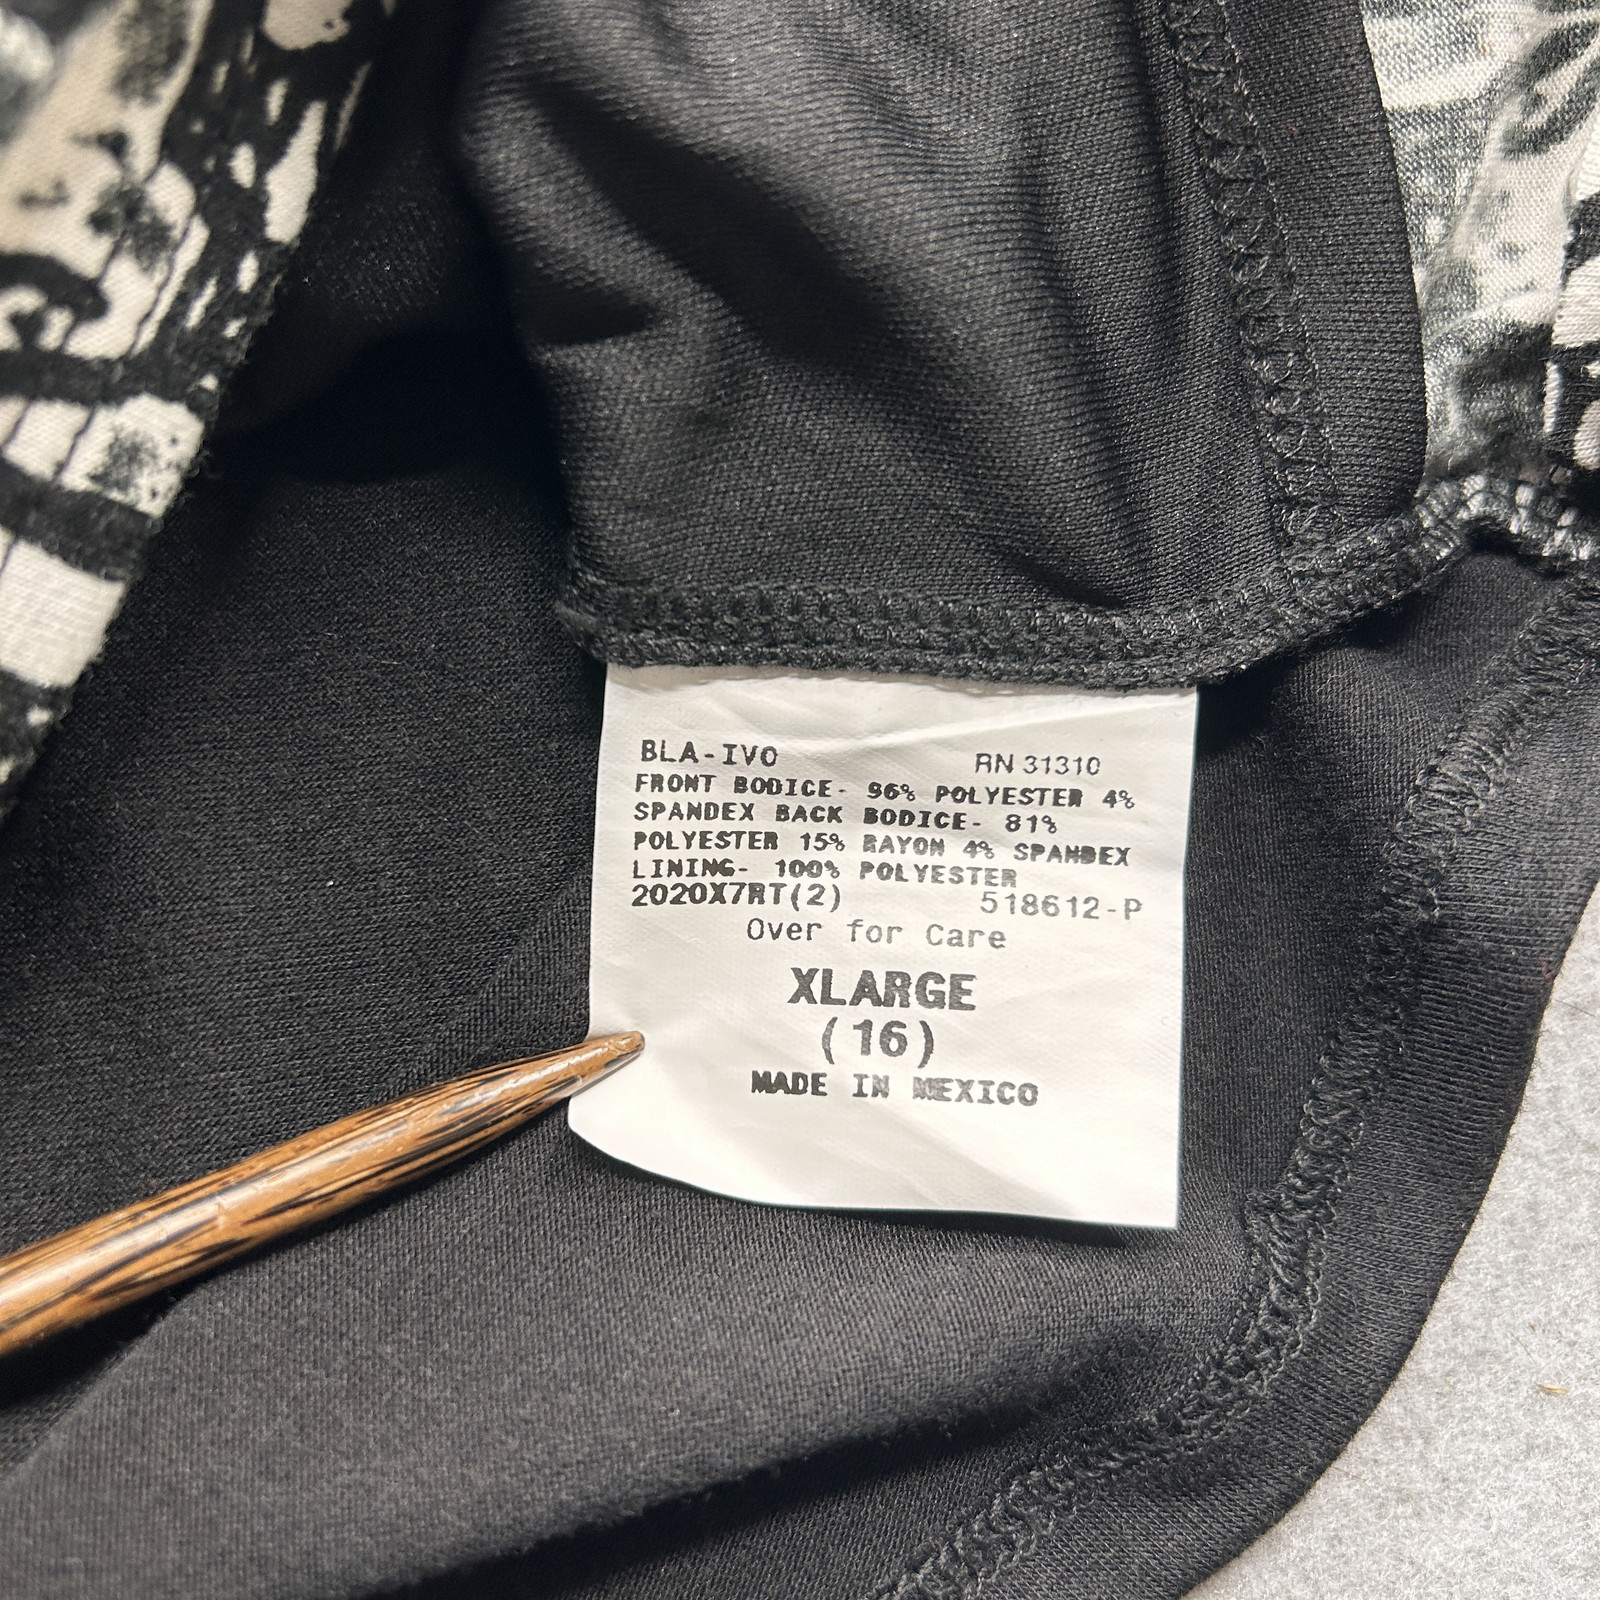 BLA-IVO RN 31310
FRONT BODICE- 96% POLYESTER 4%
SPANDEX BACK BODICE- 81%
POLYESTER 15% RAYON 4% SPANDEX
LINING- 100% POLYESTER
2020X7RT(2) 518612-P
Over for Care
XLARGE
(16)
MADE IN MEXICO